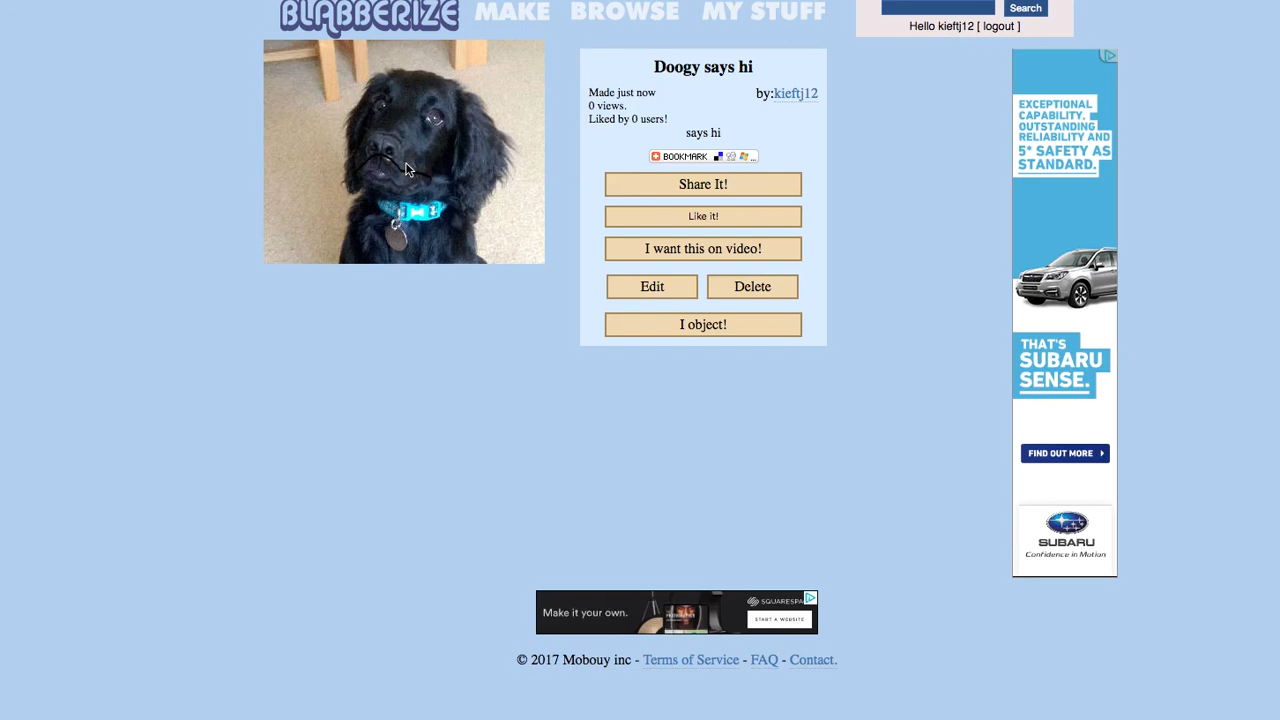 BLABBERIZE MAKE BROWSE MY STUFF
Search
Hello kieftj12 [ logout ]
Doogy says hi
Made just now
by:kieftj12
0 views.
Liked by 0 users!
says hi
BOOKMARK ...
Share It!
Like it!
I want this on video!
Edit Delete
I object!
EXCEPTIONAL
CAPABILITY,
OUTSTANDING
RELIABILITY AND
5* SAFETY AS
STANDARD.
THAT'S
SUBARU
SENSE.
FIND OUT MORE
SUBARU
Confidence in Motion
Make it your own.
SQUARESPA
START A WEBSITE
© 2017 Mobouy inc - Terms of Service - FAQ - Contact.